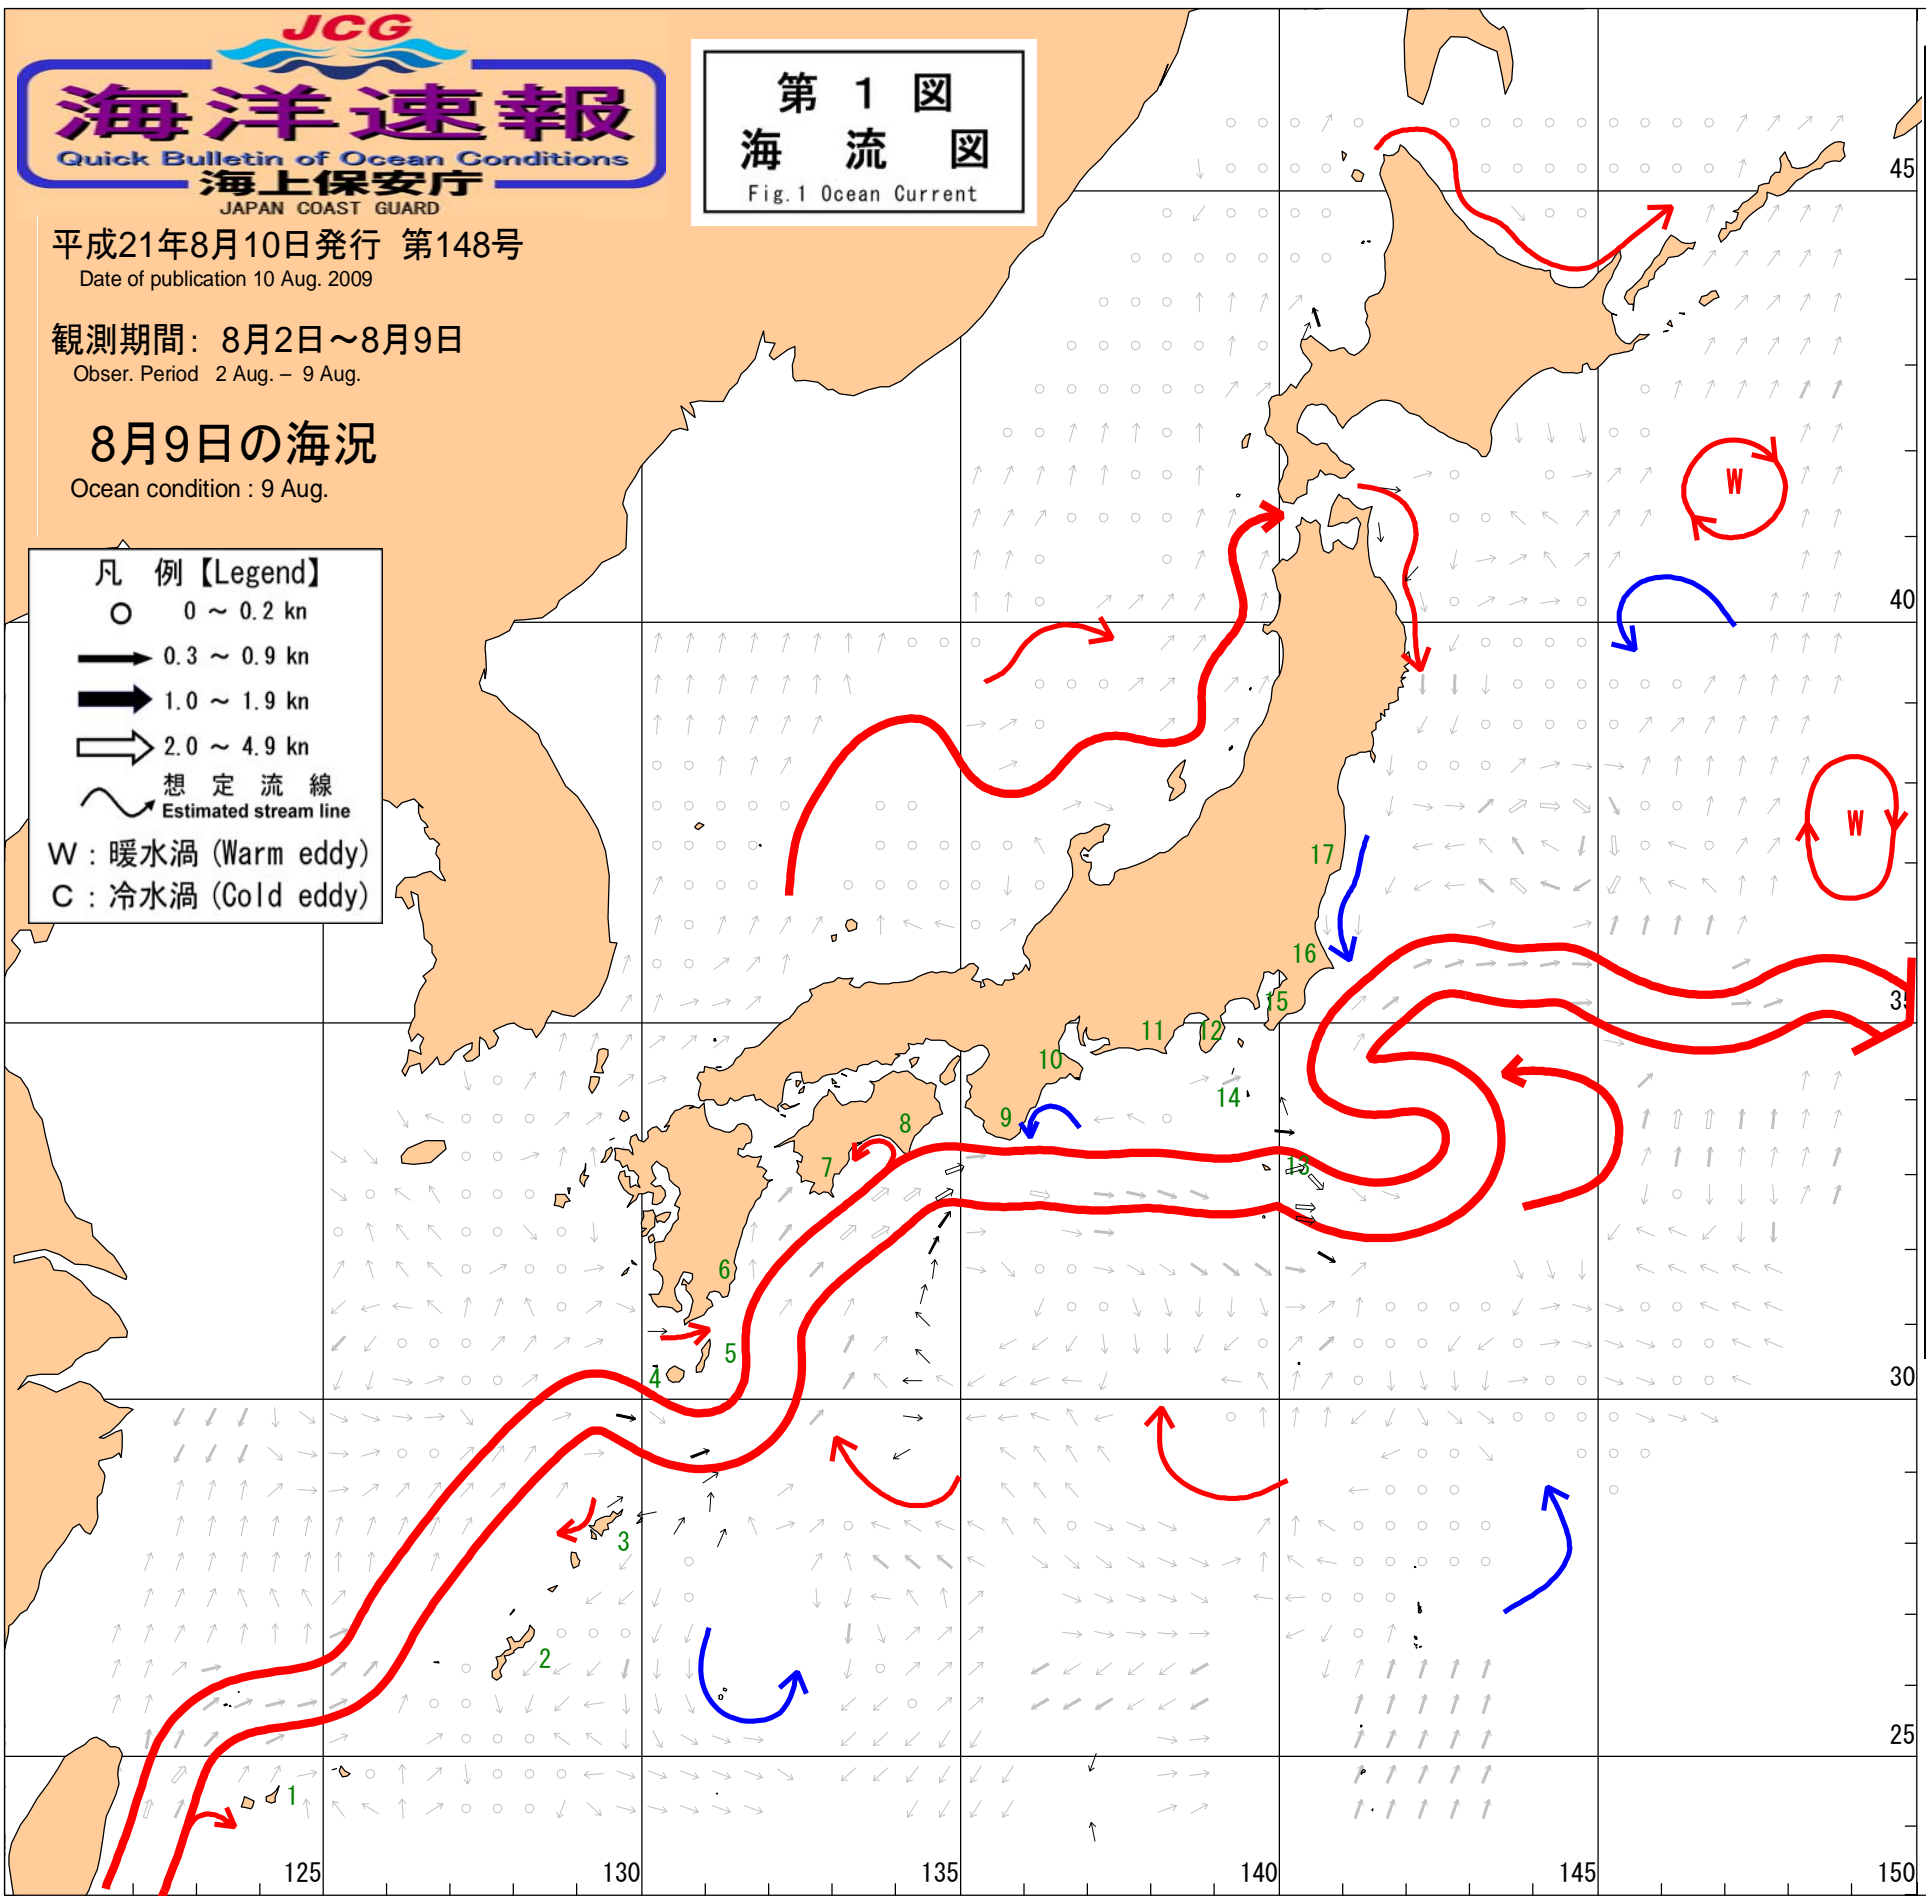 JCG
海洋速報
Quick Bulletin of Ocean Conditions
海上保安庁
JAPAN COAST GUARD
第 1 図
海 流 図
Fig.1 Ocean Current
平成21年8月10日発行 第148号
Date of publication 10 Aug. 2009
観測期間: 8月2日～8月9日
Obser. Period 2 Aug. – 9 Aug.
8月9日の海況
Ocean condition : 9 Aug.
凡 例【Legend】
0 ～ 0.2 kn
0.3 ～ 0.9 kn
1.0 ～ 1.9 kn
2.0 ～ 4.9 kn
想 定 流 線
Estimated stream line
W : 暖水渦 (Warm eddy)
C : 冷水渦 (Cold eddy)
45
W
40
W
17
16
35
15
12
11
10
14
9
8
7
13
6
5
4
30
3
2
25
1
125
130
135
140
145
150